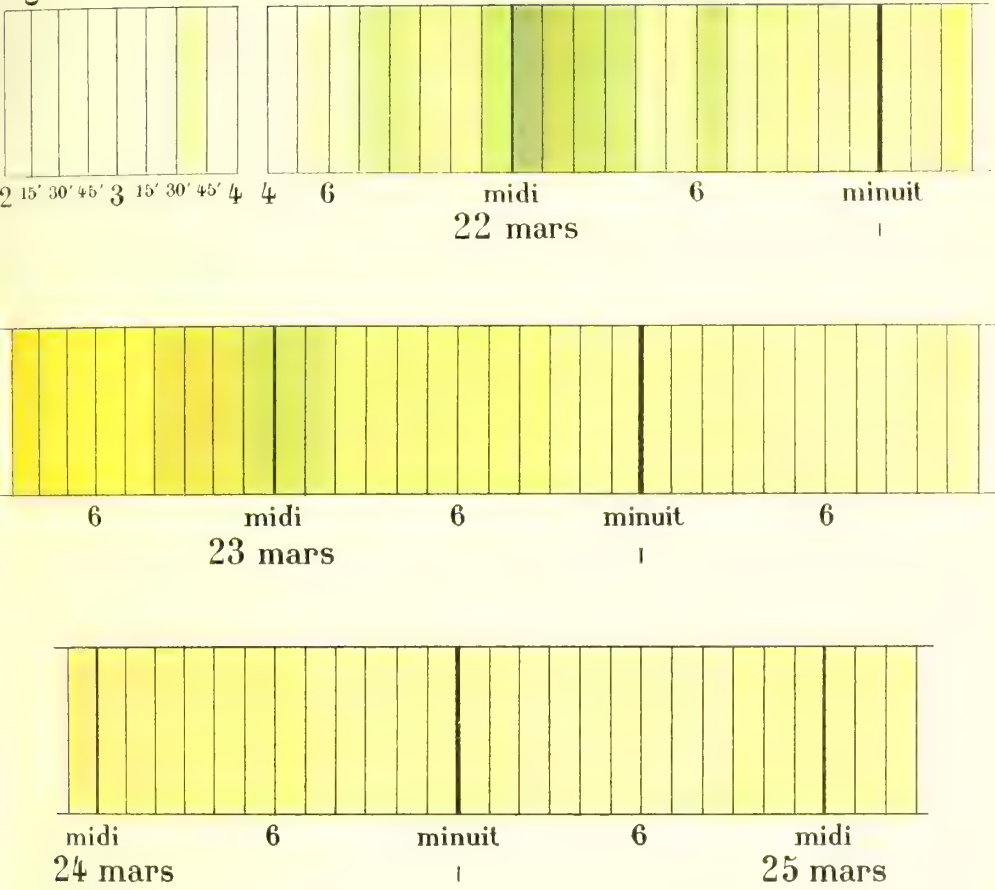 2 15′ 30′ 45′ 3 15′ 30′ 45′ 4 4 6 midi 6 minuit
22 mars
6 midi 6 minuit 6
23 mars
midi 6 minuit 6 midi
24 mars 25 mars